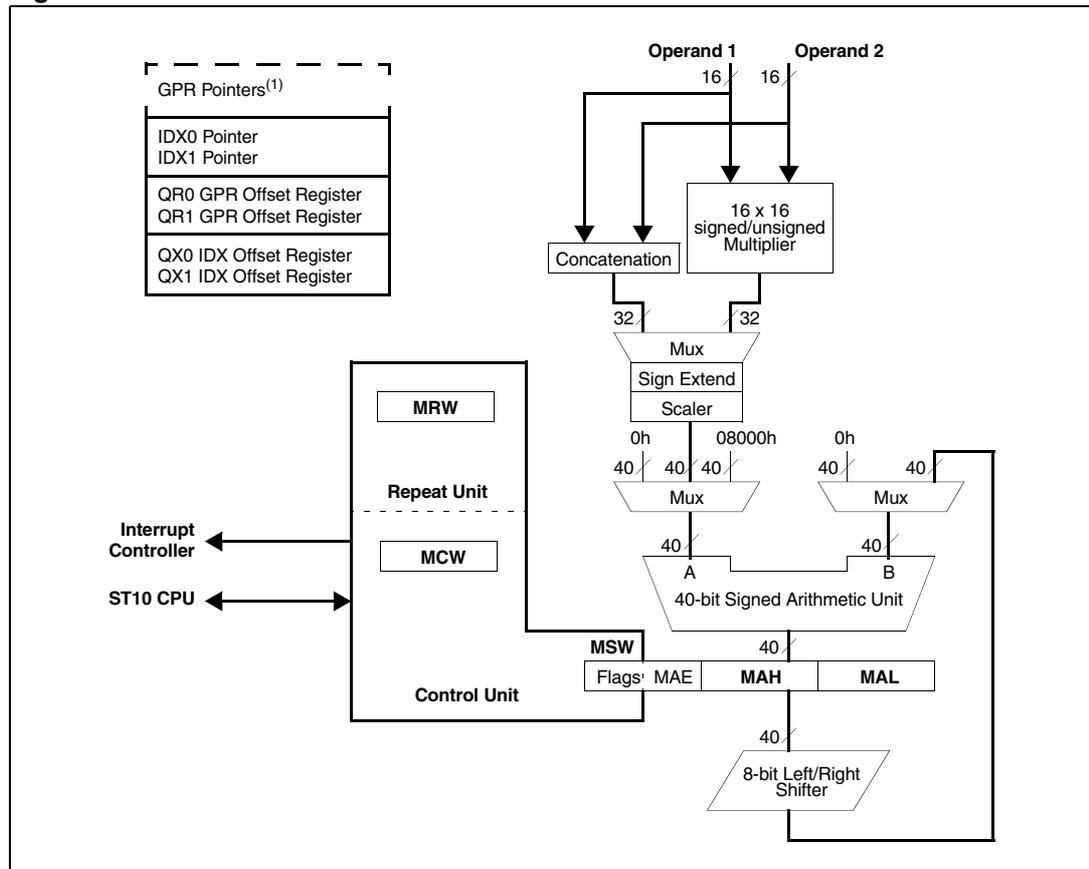 GPR Pointers(1)
IDX0 Pointer
IDX1 Pointer
QR0 GPR Offset Register
QR1 GPR Offset Register
QX0 IDX Offset Register
QX1 IDX Offset Register
Operand 1
Operand 2
16
16
16 x 16
signed/unsigned
Multiplier
Concatenation
32
32
Mux
Sign Extend
Scaler
0h
08000h
0h
40
40
40
40
40
Mux
Mux
40
40
A
B
40-bit Signed Arithmetic Unit
40
MSW
Flags
MAE
MAH
MAL
40
8-bit Left/Right
Shifter
MRW
Repeat Unit
MCW
Control Unit
Interrupt
Controller
ST10 CPU